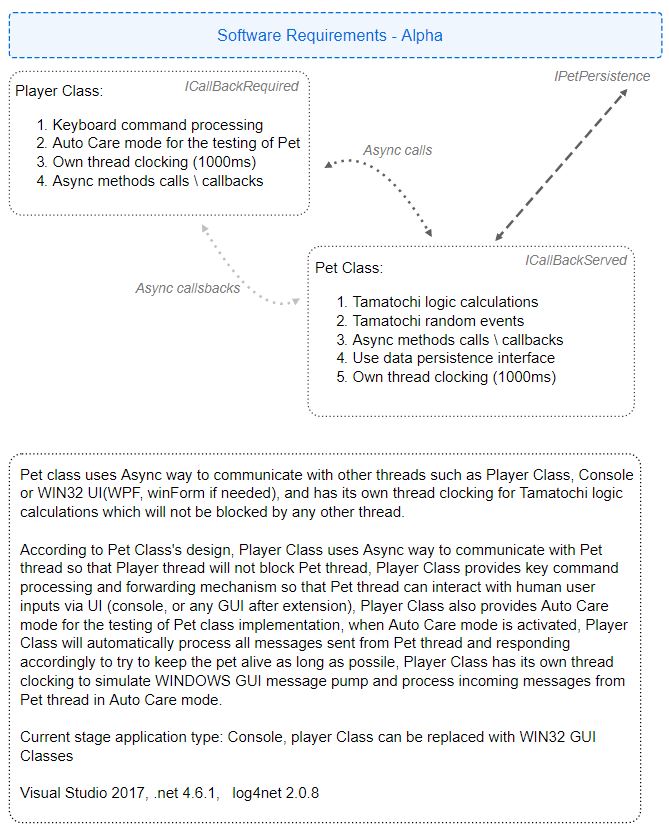 Software Requirements - Alpha
IPetPersistence
ICallBackRequired
Player Class:
1. Keyboard command processing
2. Auto Care mode for the testing of Pet
3. Own thread clocking (1000ms)
4. Async methods calls \ callbacks
Async calls
Async callsbacks
ICallBackServed
Pet Class:
1. Tamatochi logic calculations
2. Tamatochi random events
3. Async methods calls \ callbacks
4. Use data persistence interface
5. Own thread clocking (1000ms)
Pet class uses Async way to communicate with other threads such as Player Class, Console
or WIN32 UI(WPF, winForm if needed), and has its own thread clocking for Tamatochi logic
calculations which will not be blocked by any other thread.
According to Pet Class's design, Player Class uses Async way to communicate with Pet
thread so that Player thread will not block Pet thread, Player Class provides key command
processing and forwarding mechanism so that Pet thread can interact with human user
inputs via UI (console, or any GUI after extension), Player Class also provides Auto Care
mode for the testing of Pet class implementation, when Auto Care mode is activated, Player
Class will automatically process all messages sent from Pet thread and responding
accordingly to try to keep the pet alive as long as possile, Player Class has its own thread
clocking to simulate WINDOWS GUI message pump and process incoming messages from
Pet thread in Auto Care mode.
Current stage application type: Console, player Class can be replaced with WIN32 GUI
Classes
Visual Studio 2017, .net 4.6.1, log4net 2.0.8